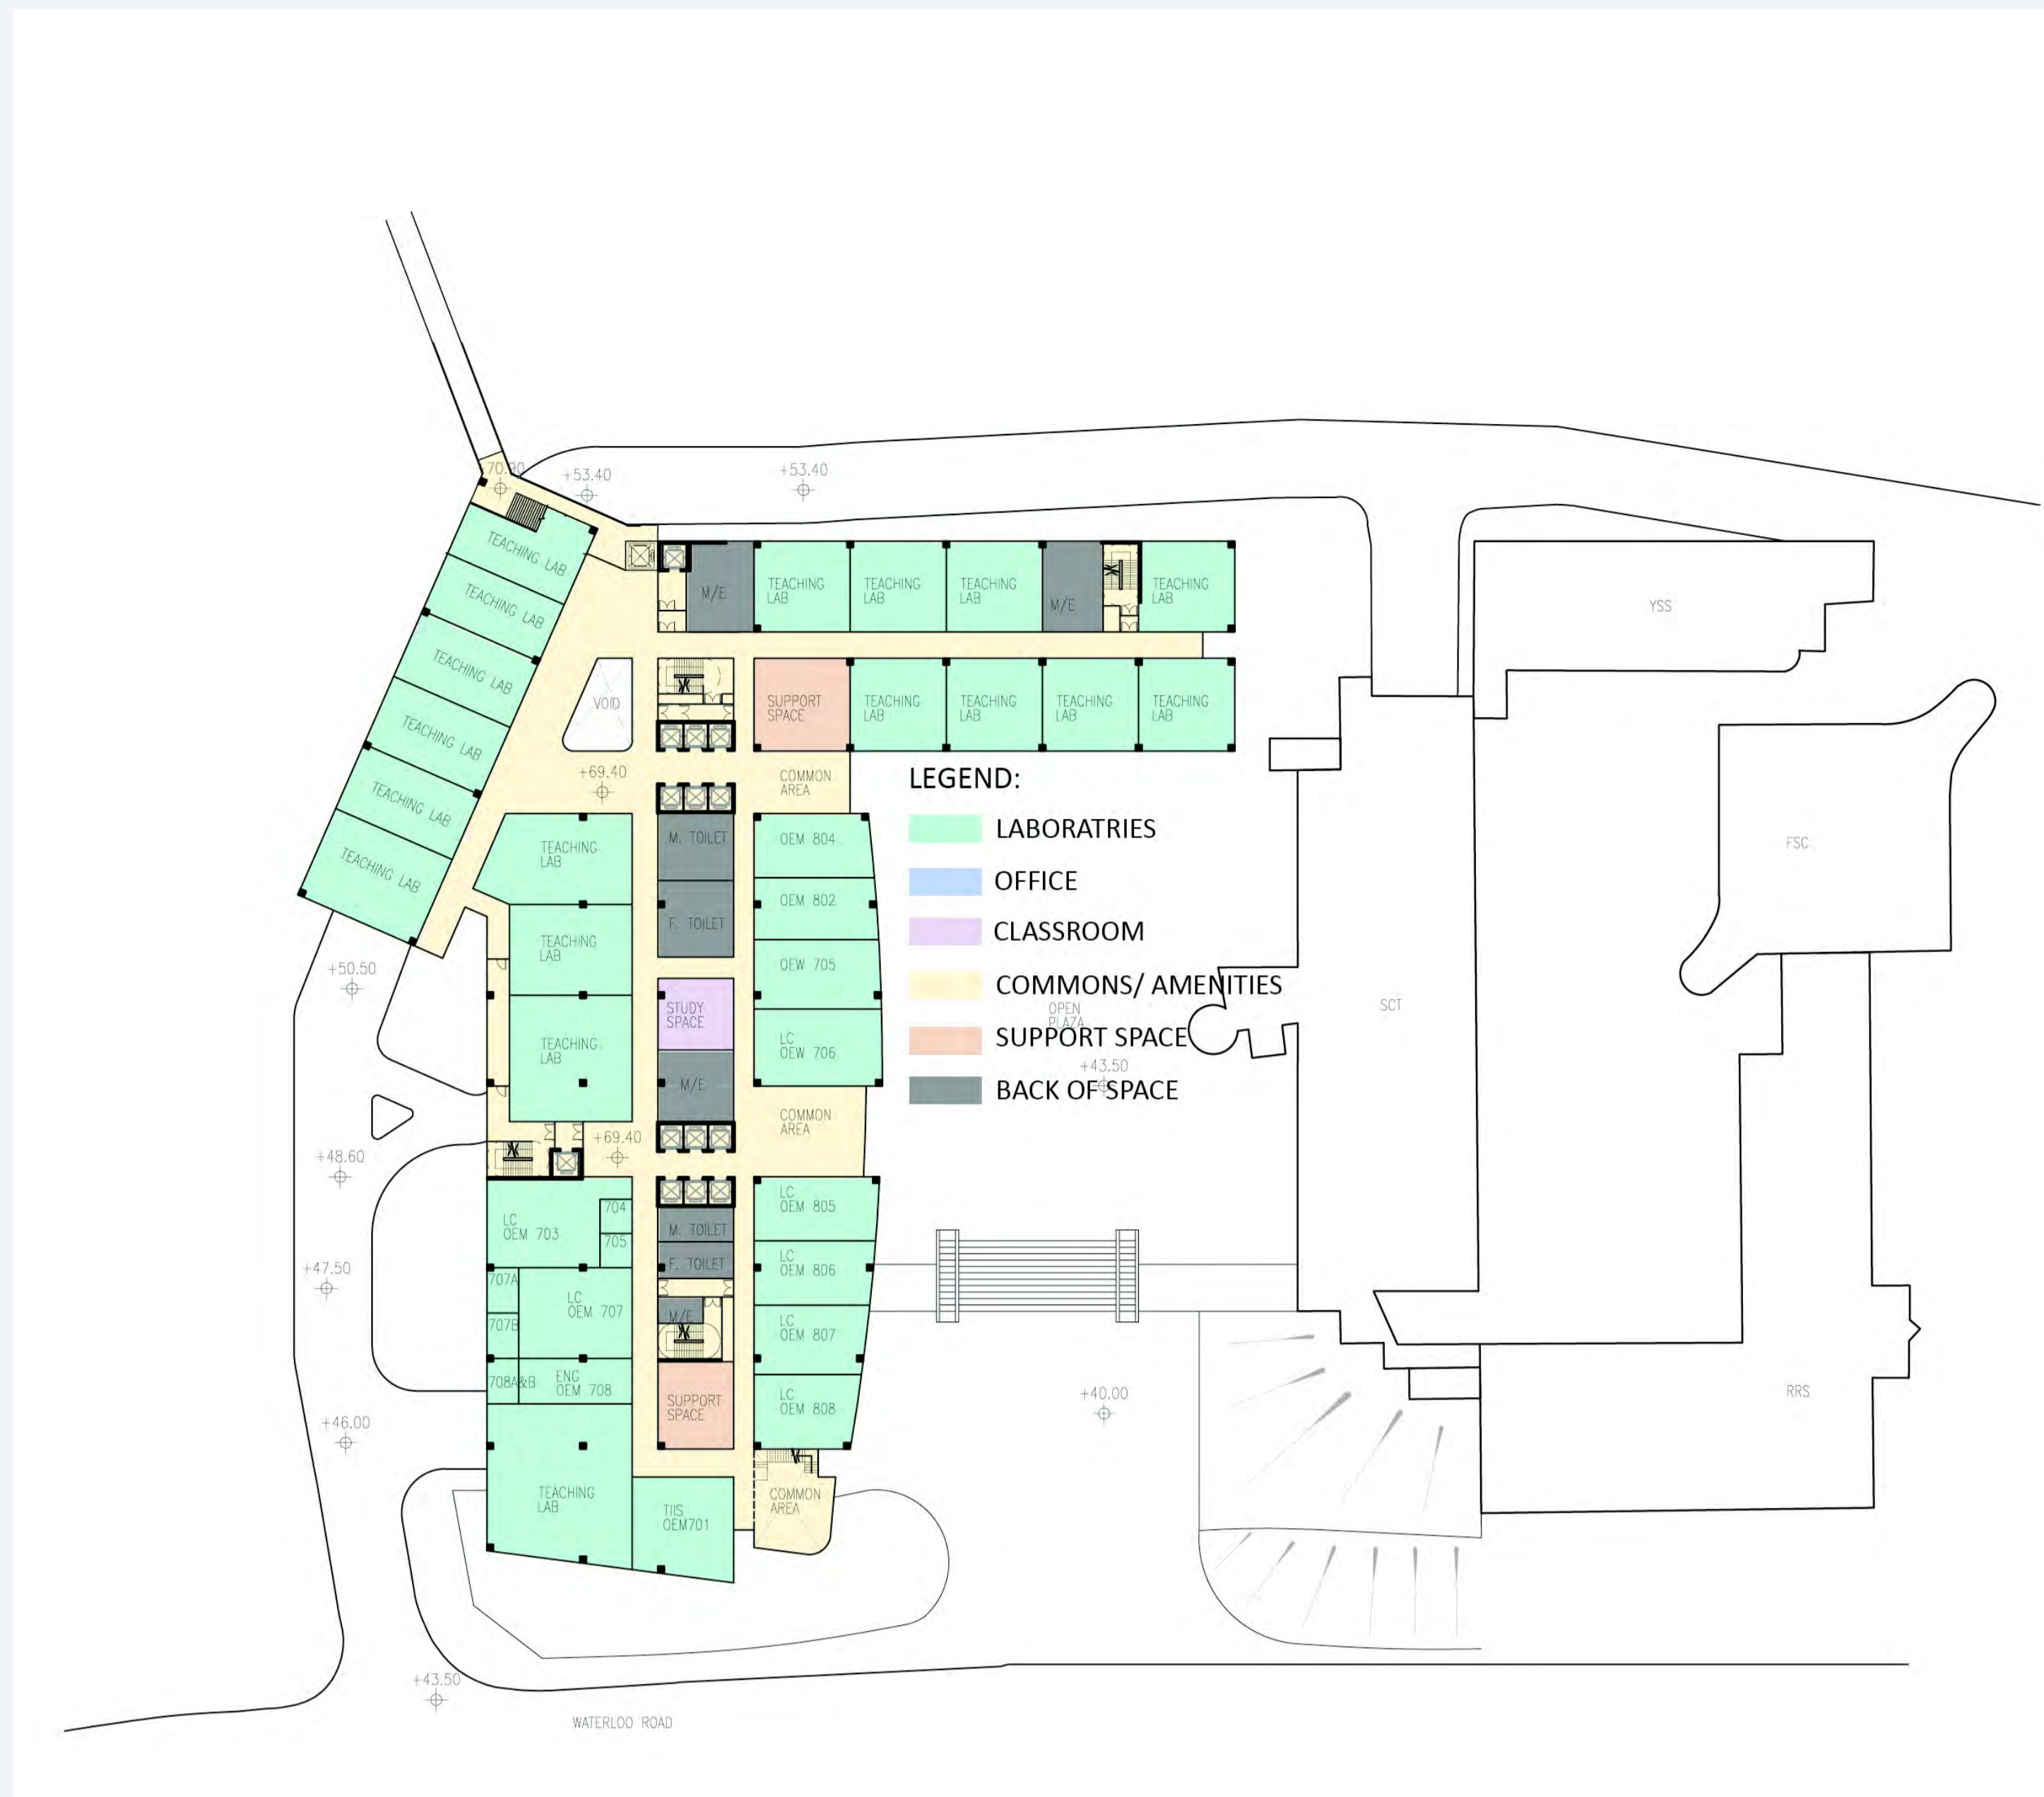 70.90
+53.40
+53.40
TEACHING LAB
TEACHING LAB
TEACHING LAB
TEACHING LAB
TEACHING LAB
TEACHING LAB
M/E
TEACHING
LAB
TEACHING
LAB
TEACHING
LAB
M/E
TEACHING
LAB
YSS
VOID
SUPPORT
SPACE
TEACHING
LAB
TEACHING
LAB
TEACHING
LAB
TEACHING
LAB
+69.40
COMMON
AREA
LEGEND:
LABORATRIES
OFFICE
CLASSROOM
COMMONS/ AMENITIES
SUPPORT SPACE
BACK OF SPACE
OPEN
PLAZA
+43.50
SCT
FSC
TEACHING
LAB
M. TOILET
OEM 804
F. TOILET
OEM 802
TEACHING
LAB
OEW 705
+50.50
STUDY
SPACE
LC
OEW 706
TEACHING
LAB
M/E
COMMON
AREA
+69.40
+48.60
LC
OEM 703
704
705
M. TOILET
F. TOILET
LC
OEM 805
LC
OEM 806
+47.50
707A
707B
LC
OEM 707
M/E
LC
OEM 807
708A&B
ENG
OEM 708
SUPPORT
SPACE
LC
OEM 808
+40.00
RRS
+46.00
TEACHING
LAB
TIIS
OEM701
COMMON
AREA
+43.50
WATERLOO ROAD